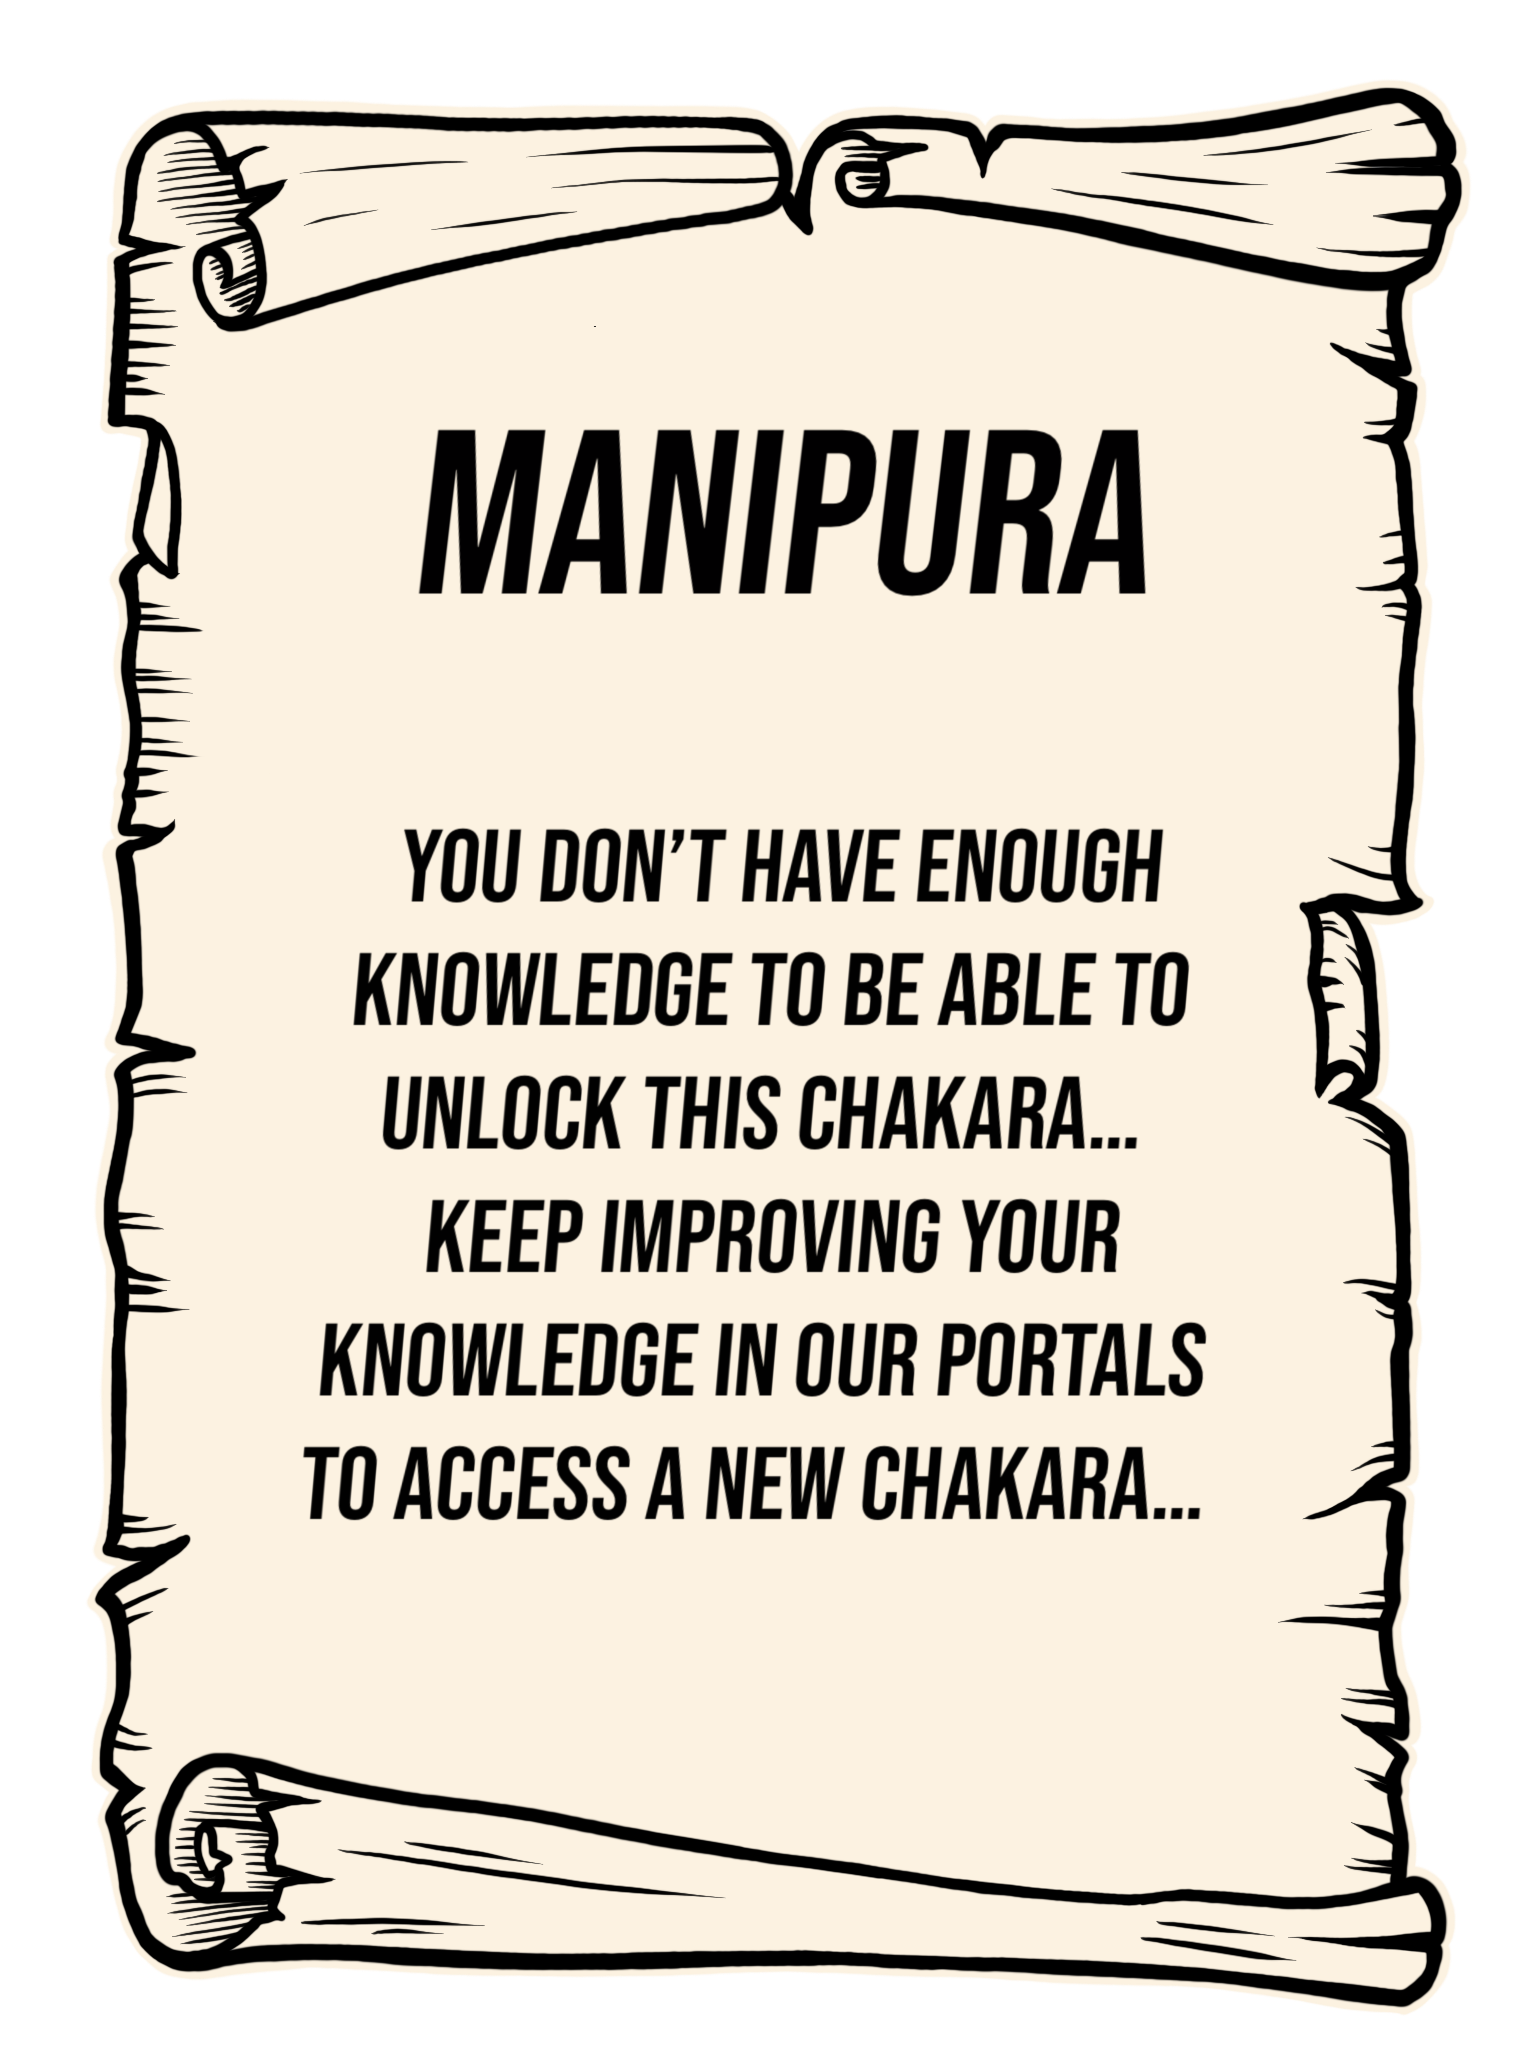 MANIPURA
YOU DON'T HAVE ENOUGH
KNOWLEDGE TO BE ABLE TO
UNLOCK THIS CHAKARA...
KEEP IMPROVING YOUR
KNOWLEDGE IN OUR PORTALS
TO ACCESS A NEW CHAKARA...